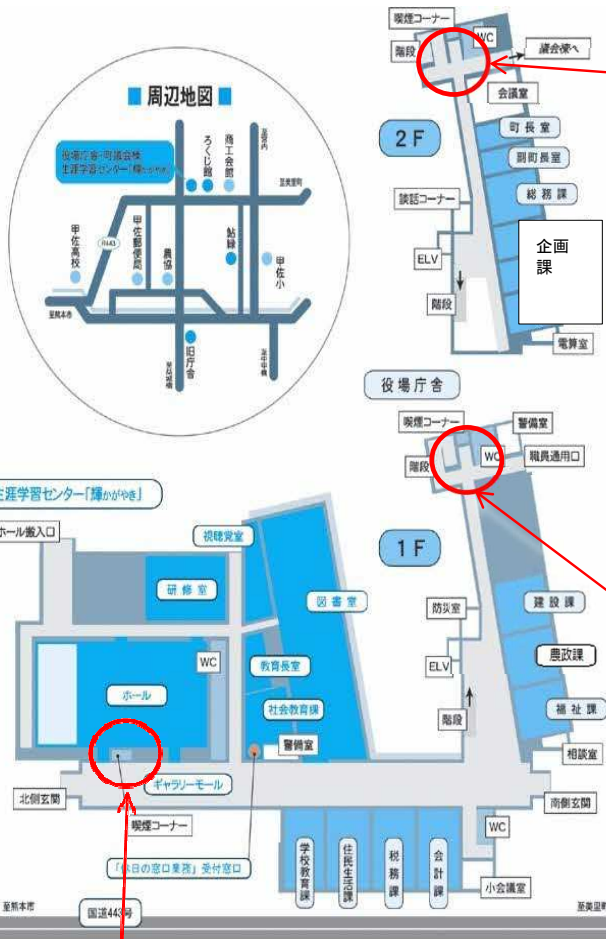 喫煙コーナー
WC
階段
議会棟へ
会議室
2F
町長室
副町長室
総務課
談話コーナー
企画
課
ELV
階段
電算室
■ 周辺地図 ■
役場庁舎・町議会棟
生涯学習センター「輝かがやき」
ろくじ館
商工会館
至美里町
甲佐高校
甲佐郵便局
農協
鮎緑
甲佐小
至熊本市
旧庁舎
役場庁舎
喫煙コーナー
警備室
WC
職員通用口
階段
1F
防災室
建設課
農政課
ELV
福祉課
階段
相談室
南側玄関
WC
小会議室
生涯学習センター「輝かがやき」
ホール搬入口
視聴覚室
研修室
図書室
WC
教育長室
ホール
社会教育課
警備室
ギャラリーモール
北側玄関
喫煙コーナー
「休日の窓口業務」受付窓口
学校教育課
住民生活課
税務課
会計課
至熊本市
国道443号
至美里町